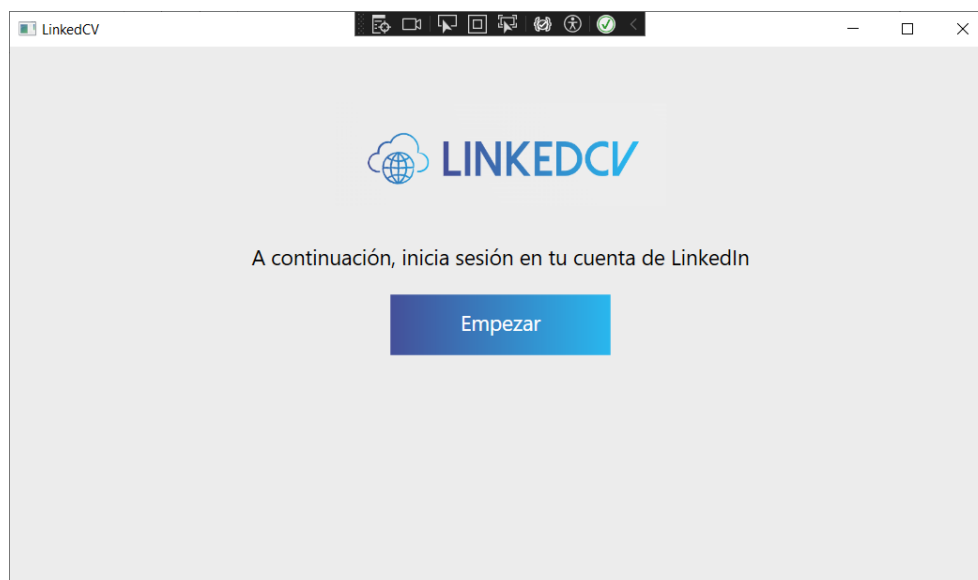 LinkedCV
LINKEDCV
A continuación, inicia sesión en tu cuenta de LinkedIn
Empezar